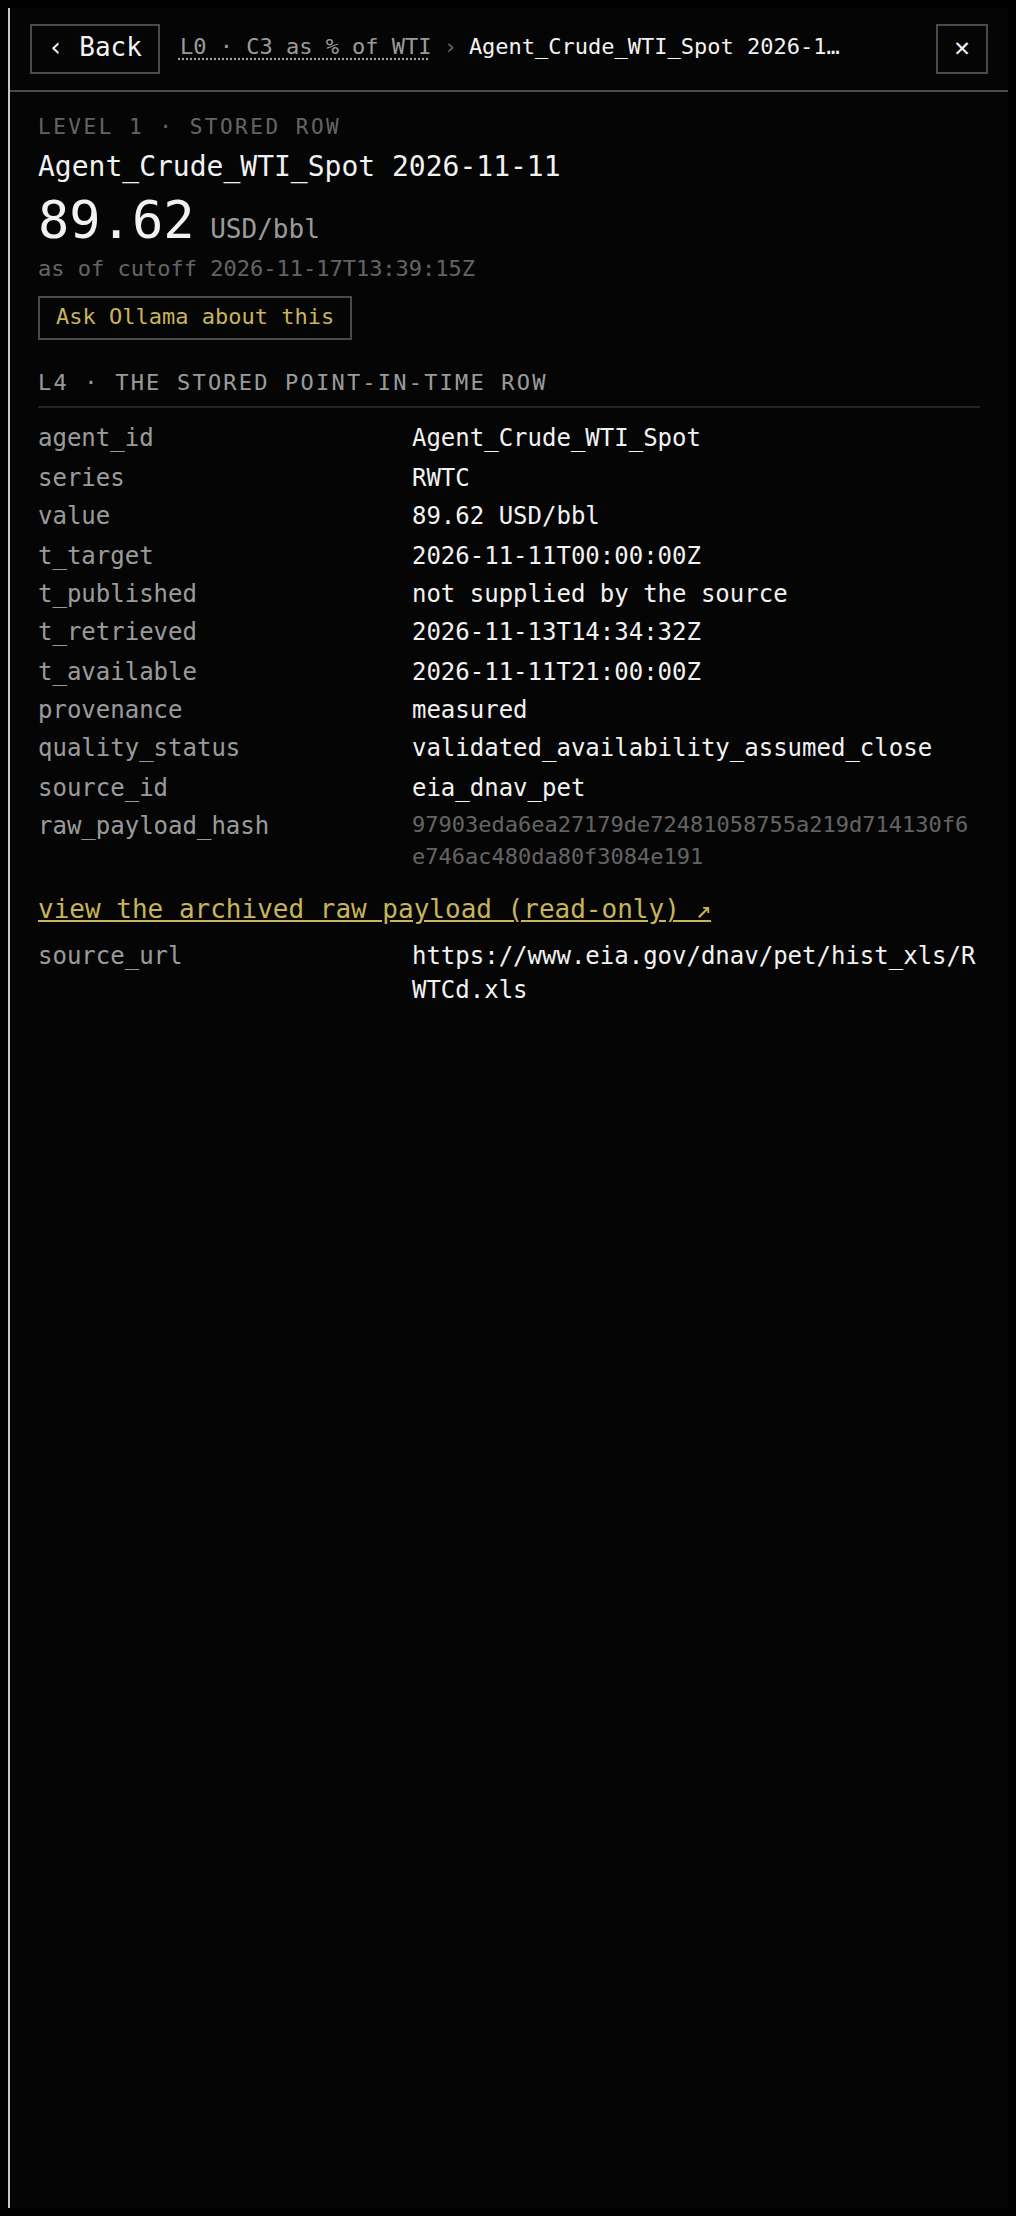 ‹ Back L0 · C3 as % of WTI › Agent_Crude_WTI_Spot 2026-1… ×
LEVEL 1 · STORED ROW
Agent_Crude_WTI_Spot 2026-11-11
89.62 USD/bbl
as of cutoff 2026-11-17T13:39:15Z
Ask Ollama about this
L4 · THE STORED POINT-IN-TIME ROW
agent_id Agent_Crude_WTI_Spot
series RWTC
value 89.62 USD/bbl
t_target 2026-11-11T00:00:00Z
t_published not supplied by the source
t_retrieved 2026-11-13T14:34:32Z
t_available 2026-11-11T21:00:00Z
provenance measured
quality_status validated_availability_assumed_close
source_id eia_dnav_pet
raw_payload_hash 97903eda6ea27179de72481058755a219d714130f6
e746ac480da80f3084e191
view the archived raw payload (read-only) ↗
source_url https://www.eia.gov/dnav/pet/hist_xls/R
WTCd.xls